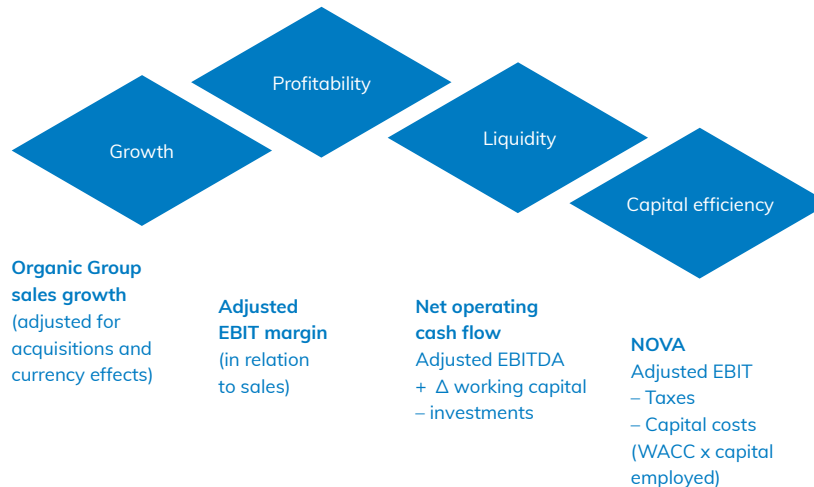 Profitability
Growth
Liquidity
Capital efficiency
Organic Group
sales growth
(adjusted for
acquisitions and
currency effects)
Adjusted
EBIT margin
(in relation
to sales)
Net operating
cash flow
Adjusted EBITDA
+ Δ working capital
– investments
NOVA
Adjusted EBIT
– Taxes
– Capital costs
(WACC x capital
employed)